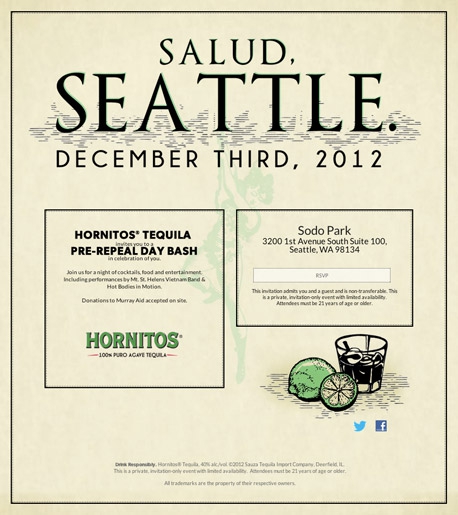 SALUD,
SEATTLE.
DECEMBER THIRD, 2012
HORNITOS® TEQUILA
invites you to a
PRE-REPEAL DAY BASH
in celebration of you.
Join us for a night of cocktails, food and entertainment.
Including performances by Mt. St. Helens Vietnam Band &
Hot Bodies in Motion.
Donations to Murray Aid accepted on site.
HORNITOS®
100% PURO AGAVE TEQUILA
Sodo Park
3200 1st Avenue South Suite 100,
Seattle, WA 98134
RSVP
This invitation admits you and a guest and is non-transferable. This
is a private, invitation-only event with limited availability.
Attendees must be 21 years of age or older.
Drink Responsibly. Hornitos® Tequila, 40% alc./vol. ©2012 Sauza Tequila Import Company, Deerfield, IL.
This is a private, invitation-only event with limited availability. Attendees must be 21 years of age or older.
All trademarks are the property of their respective owners.